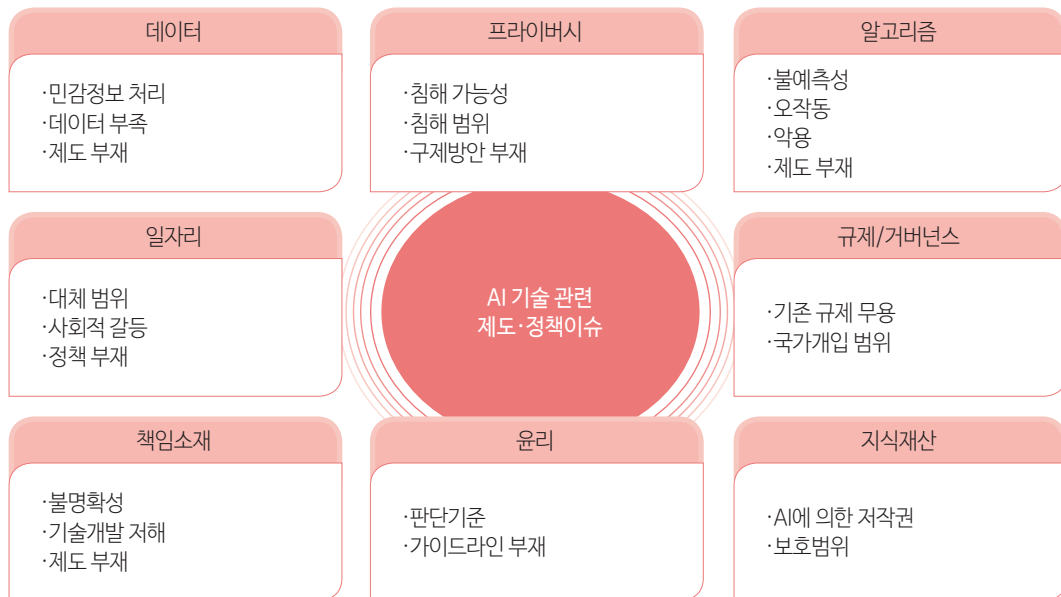 데이터
·민감정보 처리
·데이터 부족
·제도 부재
프라이버시
·침해 가능성
·침해 범위
·구제방안 부재
알고리즘
·불예측성
·오작동
·악용
·제도 부재
일자리
·대체 범위
·사회적 갈등
·정책 부재
AI 기술 관련
제도·정책이슈
규제/거버넌스
·기존 규제 무용
·국가개입 범위
책임소재
·불명확성
·기술개발 저해
·제도 부재
윤리
·판단기준
·가이드라인 부재
지식재산
·AI에 의한 저작권
·보호범위